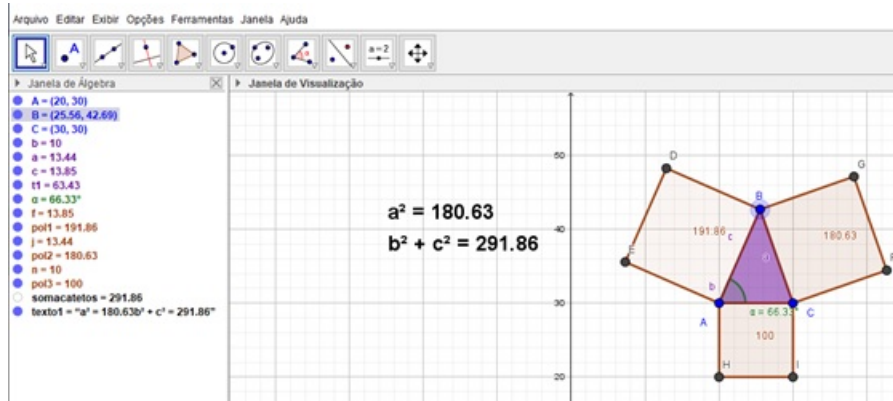 Arquivo Editar Exibir Opções Ferramentas Janela Ajuda
A
α
a=2
Janela de Álgebra
Janela de Visualização
A = (20, 30)
B = (25.56, 42.69)
C = (30, 30)
b = 10
a = 13.44
c = 13.85
t1 = 63.43
α = 66.33°
f = 13.85
pol1 = 191.86
j = 13.44
pol2 = 180.63
n = 10
pol3 = 100
somacatetos = 291.86
texto1 = "a² = 180.63b² + c² = 291.86"
a² = 180.63
b² + c² = 291.86
50
40
30
20
D
G
B
191.86
c
180.63
E
a
F
b
A
α = 66.33°
C
100
H
I